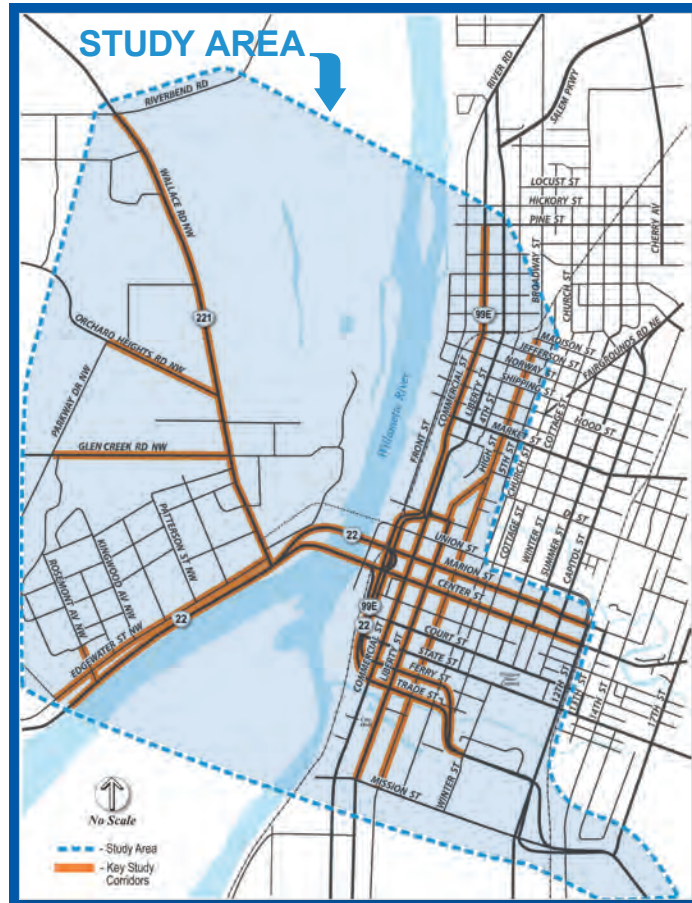 STUDY AREA
RIVERBEND RD
RIVER RD
SALEM PKWY
WALLACE RD NW
LOCUST ST
HICKORY ST
PINE ST
CHERRY AV
BROADWAY ST
CHURCH ST
99E
221
ORCHARD HEIGHTS RD NW
MADISON ST
JEFFERSON ST
NORWAY ST
SHIPPING ST
FAIRGROUNDS RD NE
COMMERCIAL ST
LIBERTY ST
4TH ST
PARKWAY DR NW
Willamette River
FRONT ST
MARKET ST
COTTAGE ST
HOOD ST
GLEN CREEK RD NW
HIGH ST
5TH ST
CHURCH ST
PATTERSON ST NW
KINGWOOD AV NW
ROSEMONT AV NW
COTTAGE ST
WINTER ST
SUMMER ST
CAPITOL ST
D ST
22
UNION ST
MARION ST
CENTER ST
22
EDGEWATER ST NW
99E
22
COURT ST
STATE ST
FERRY ST
TRADE ST
COMMERCIAL ST
LIBERTY ST
12TH ST
13TH ST
14TH ST
17TH ST
MISSION ST
WINTER ST
No Scale
- Study Area
- Key Study
Corridors